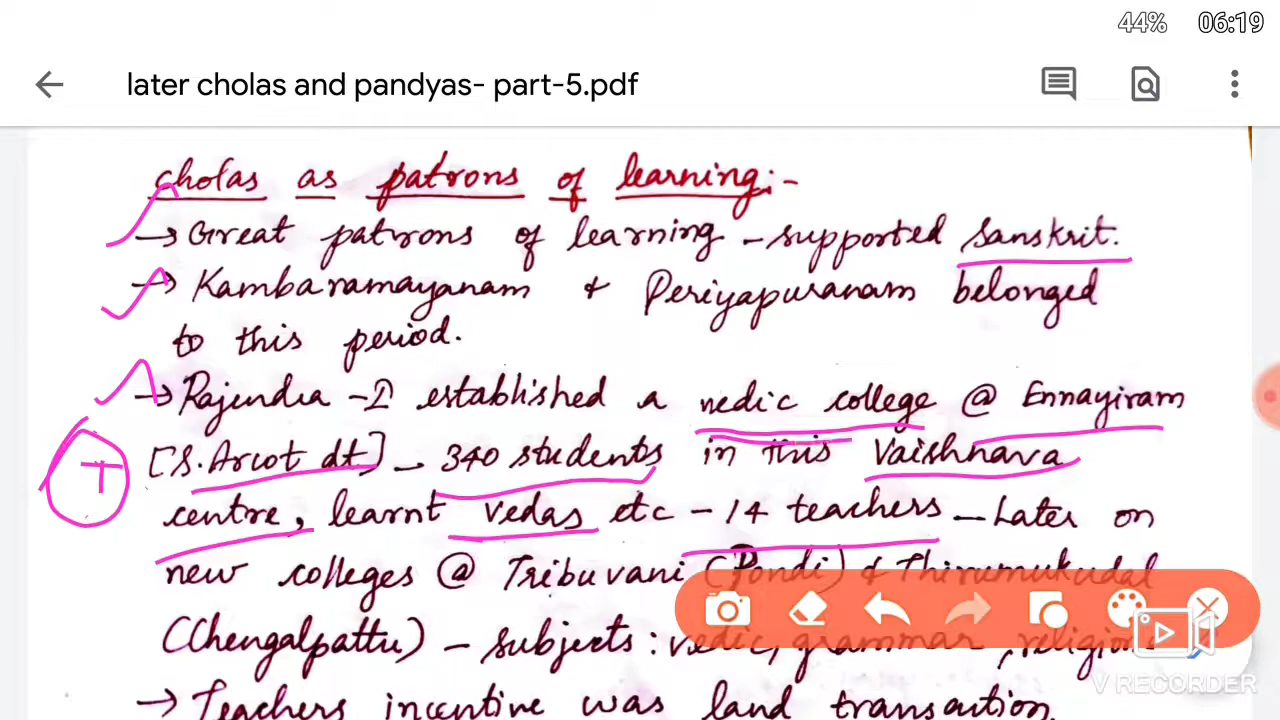 44% 06:19
later cholas and pandyas- part-5.pdf
cholas as patrons of learning:-
→ Great patrons of learning - supported Sanskrit.
→ Kambaramayanam & Periyapuranam belonged
to this period.
→ Rajendra - I established a vedic college @ Ennayiram
[S. Arcot dt] - 340 students in this Vaishnava
centre, learnt vedas etc - 14 teachers - Later on
new colleges @ Tribuvani (Pondi) & Thirumukudal
(Chengalpattu) - subjects : vedic, grammar, religion
→ Teachers incentive was land transaction.
V RECORDER